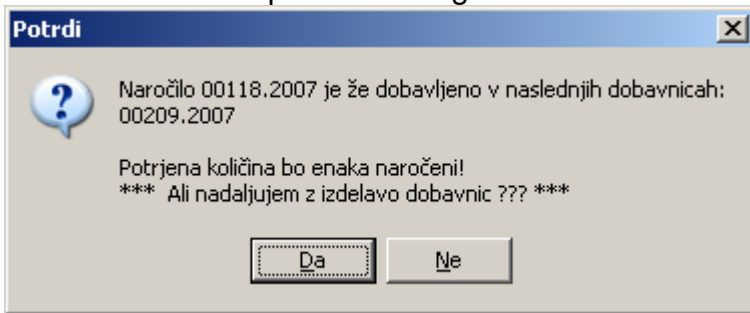 Potrdi
Naročilo 00118.2007 je že dobavljeno v naslednjih dobavnicah:
00209.2007
Potrjena količina bo enaka naročeni!
*** Ali nadaljujem z izdelavo dobavnic ??? ***
Da
Ne